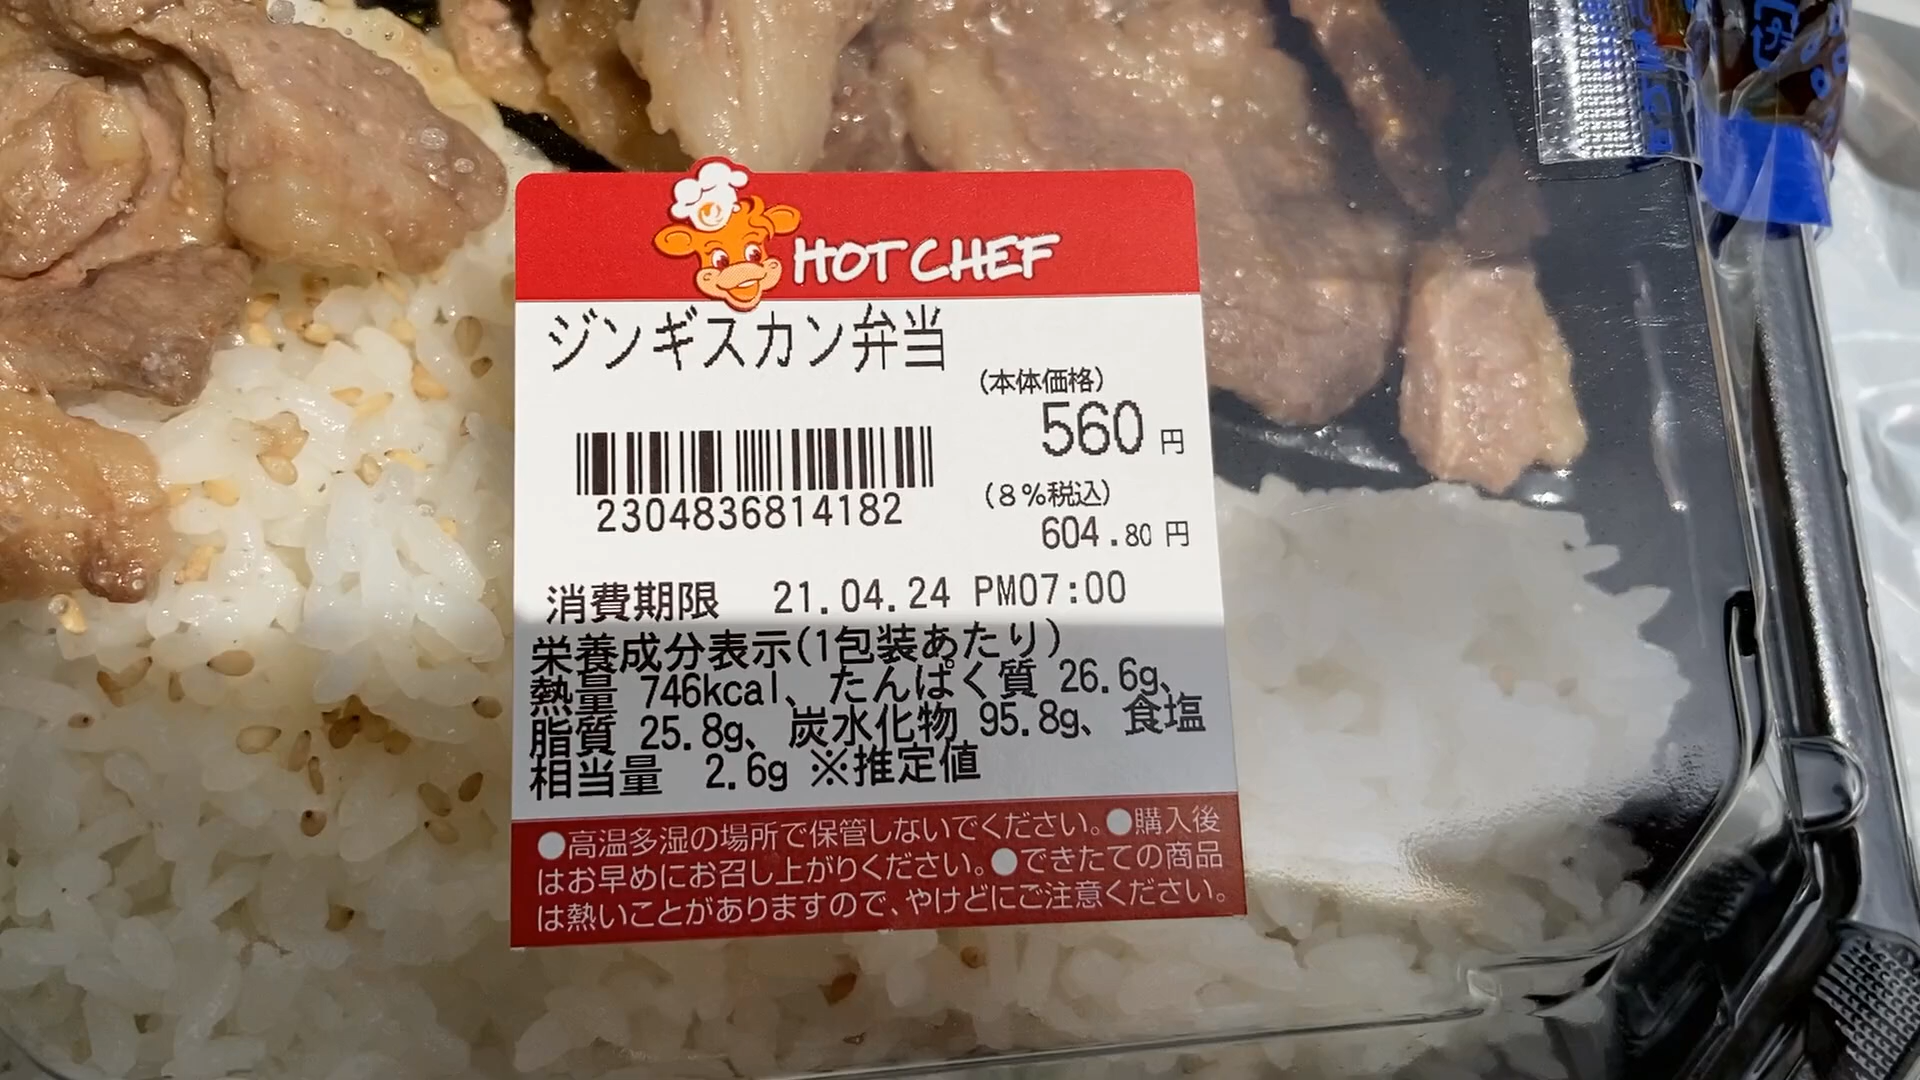 HOT CHEF
ジンギスカン弁当
(本体価格)
560 円
2304836814182
(8%税込)
604.80 円
消費期限 21.04.24 PM07:00
栄養成分表示(1包装あたり)
熱量 746kcal、たんぱく質 26.6g、
脂質 25.8g、炭水化物 95.8g、食塩
相当量 2.6g ※推定値
●高温多湿の場所で保管しないでください。●購入後
はお早めにお召し上がりください。●できたての商品
は熱いことがありますので、やけどにご注意ください。